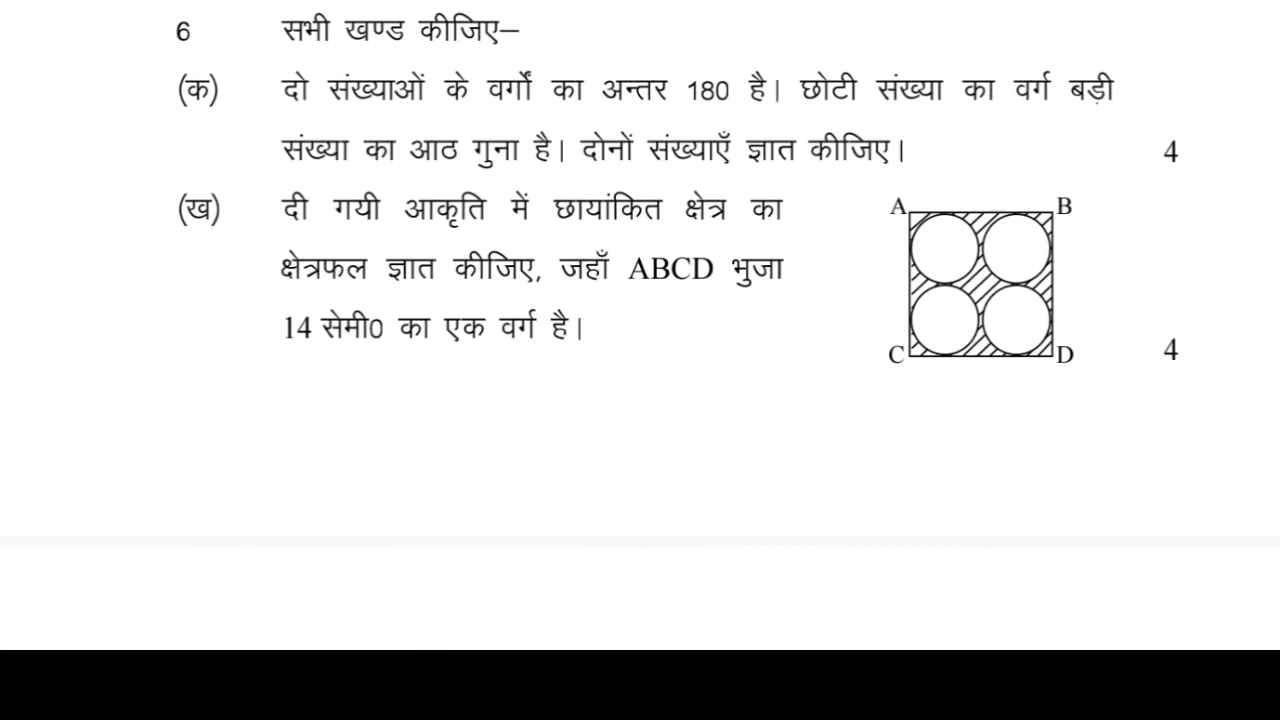 6 सभी खण्ड कीजिए–
(क) दो संख्याओं के वर्गों का अन्तर 180 है। छोटी संख्या का वर्ग बड़ी
संख्या का आठ गुना है। दोनों संख्याएँ ज्ञात कीजिए। 4
(ख) दी गयी आकृति में छायांकित क्षेत्र का
क्षेत्रफल ज्ञात कीजिए, जहाँ ABCD भुजा
14 सेमी0 का एक वर्ग है। 4
A B
C D